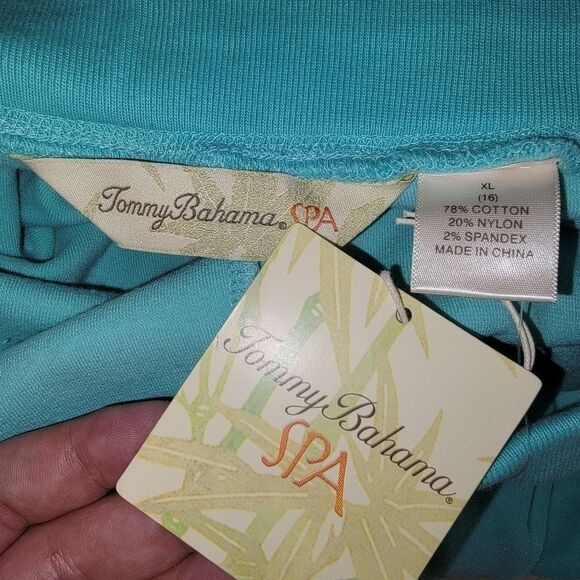 Tommy Bahama® SPA
XL
(16)
78% COTTON
20% NYLON
2% SPANDEX
MADE IN CHINA
Tommy Bahama®
SPA